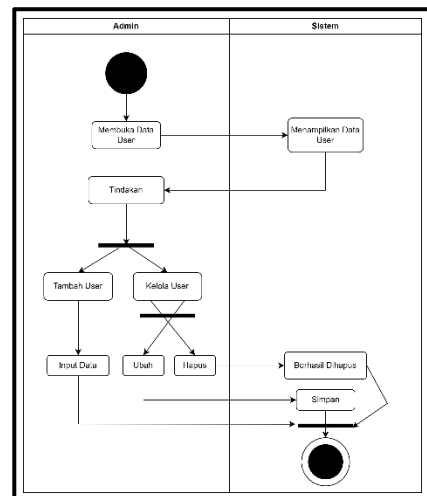 Admin
Sistem
Membuka Data
User
Menampilkan Data
User
Tindakan
Tambah User
Kelola User
Input Data
Ubah
Hapus
Berhasil Dihapus
Simpan